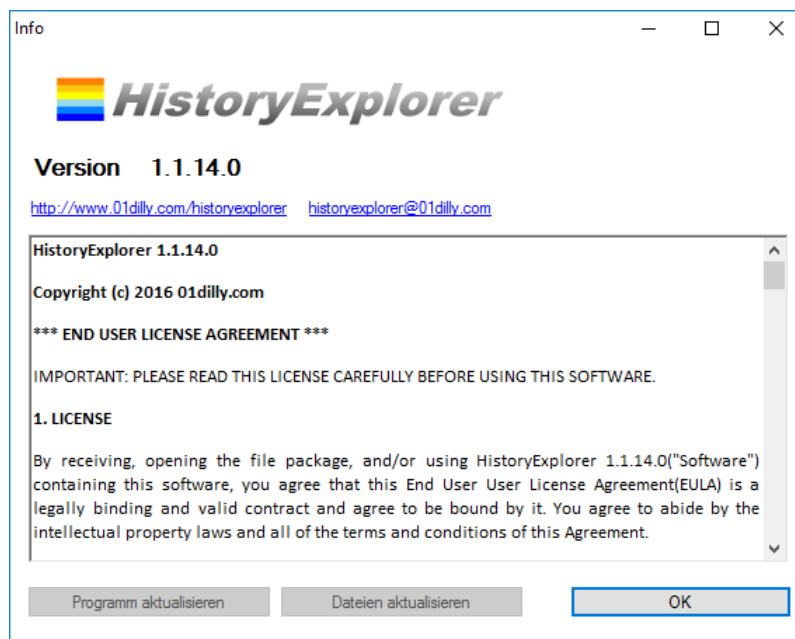 Info
HistoryExplorer
Version 1.1.14.0
http://www.01dilly.com/historyexplorer historyexplorer@01dilly.com
HistoryExplorer 1.1.14.0
Copyright (c) 2016 01dilly.com
*** END USER LICENSE AGREEMENT ***
IMPORTANT: PLEASE READ THIS LICENSE CAREFULLY BEFORE USING THIS SOFTWARE.
1. LICENSE
By receiving, opening the file package, and/or using HistoryExplorer 1.1.14.0("Software")
containing this software, you agree that this End User User License Agreement(EULA) is a
legally binding and valid contract and agree to be bound by it. You agree to abide by the
intellectual property laws and all of the terms and conditions of this Agreement.
Programm aktualisieren Dateien aktualisieren OK